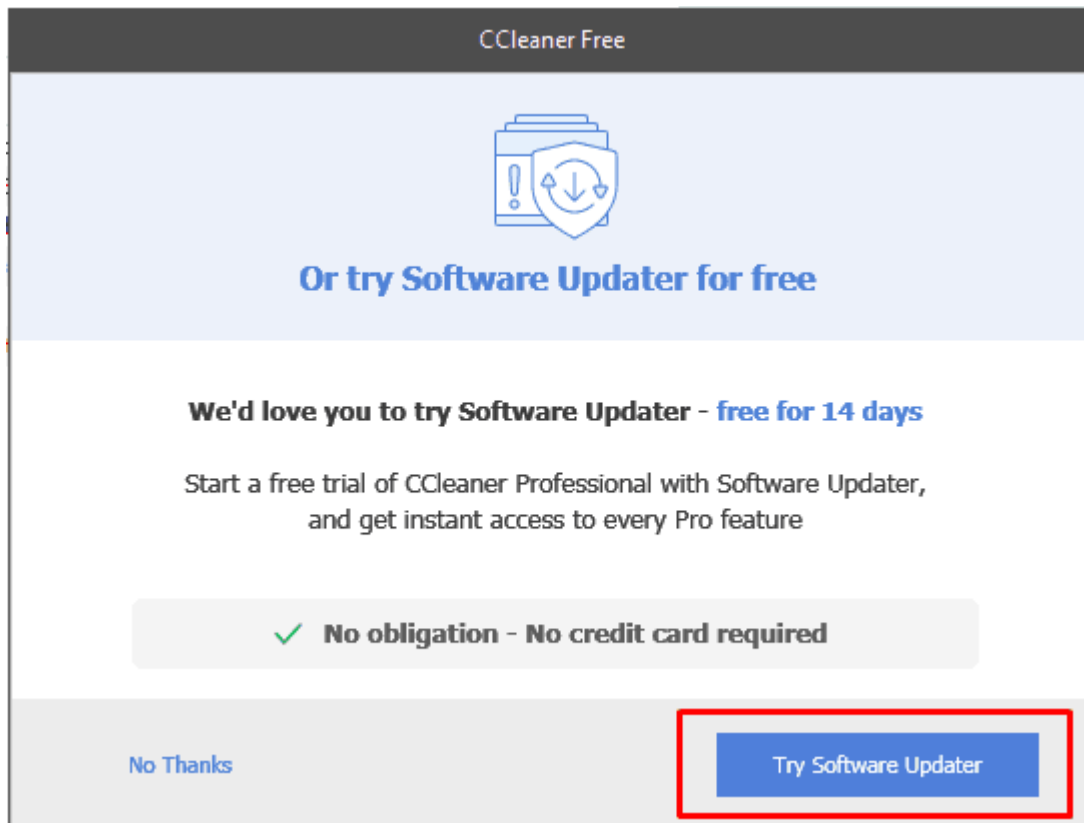 CCleaner Free
Or try Software Updater for free
We'd love you to try Software Updater - free for 14 days
Start a free trial of CCleaner Professional with Software Updater,
and get instant access to every Pro feature
No obligation - No credit card required
No Thanks
Try Software Updater